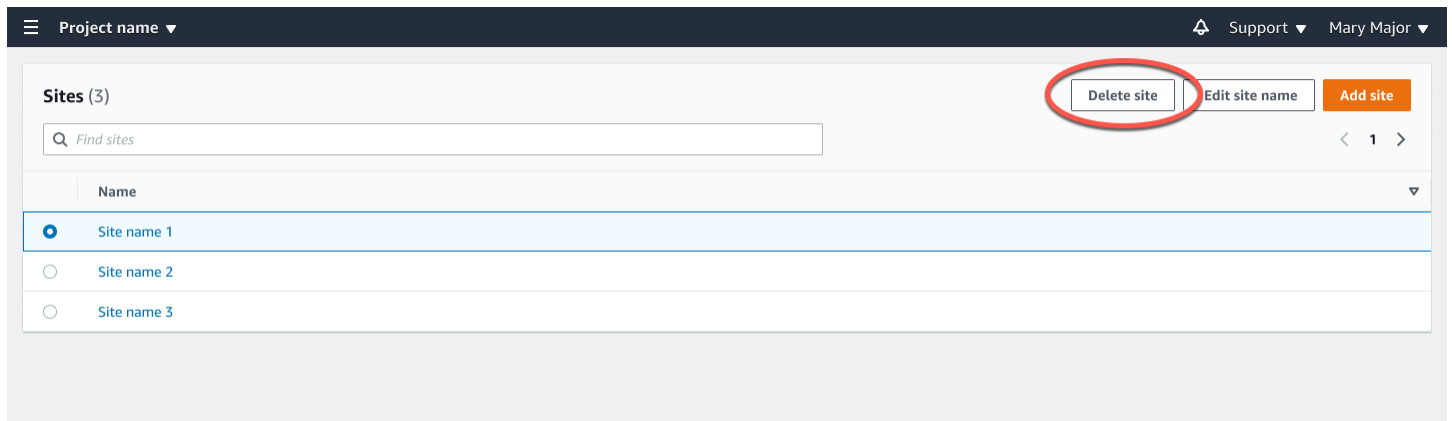 Project name
Support
Mary Major
Sites (3)
Delete site
Edit site name
Add site
Find sites
1
Name
Site name 1
Site name 2
Site name 3